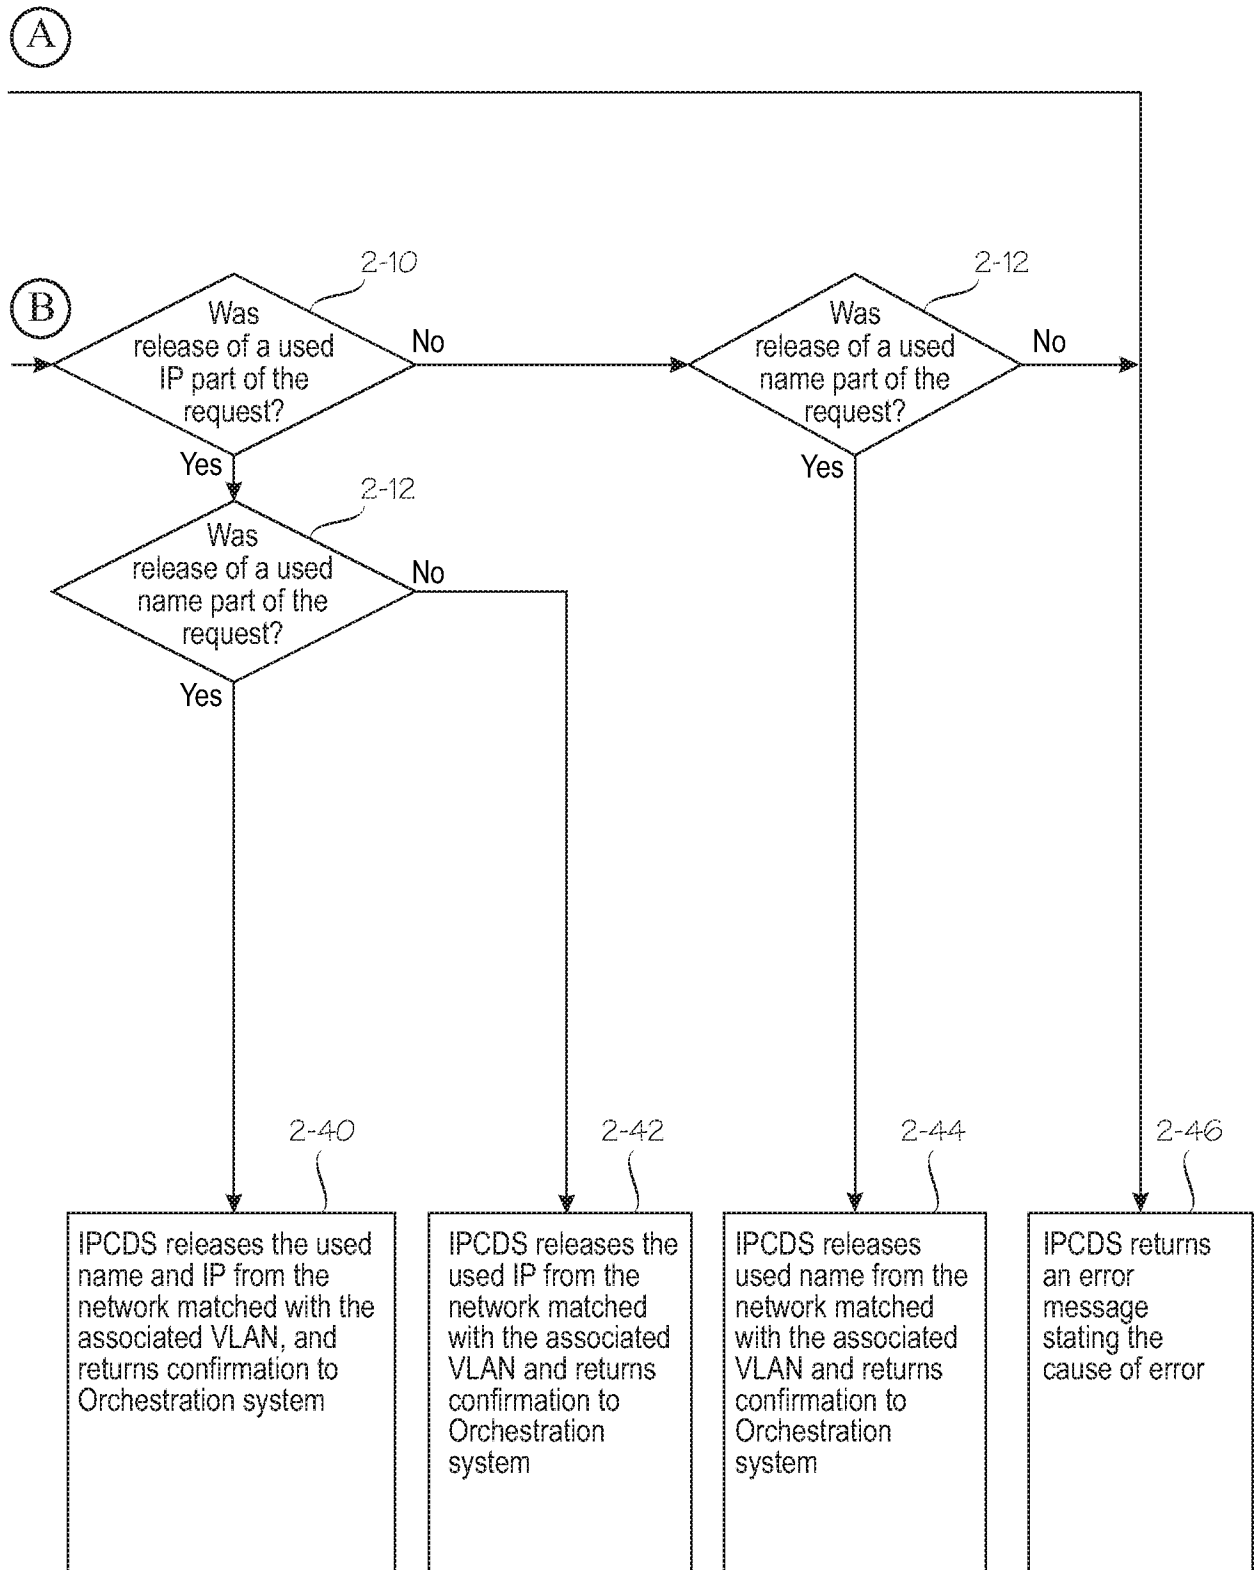 A
B
2-10
Was
release of a used
IP part of the
request?
No
Yes
2-12
Was
release of a used
name part of the
request?
No
Yes
2-12
Was
release of a used
name part of the
request?
No
Yes
2-40
IPCDS releases the used
name and IP from the
network matched with the
associated VLAN, and
returns confirmation to
Orchestration system
2-42
IPCDS releases the
used IP from the
network matched
with the associated
VLAN and returns
confirmation to
Orchestration
system
2-44
IPCDS releases
used name from the
network matched
with the associated
VLAN and returns
confirmation to
Orchestration
system
2-46
IPCDS returns
an error
message
stating the
cause of error